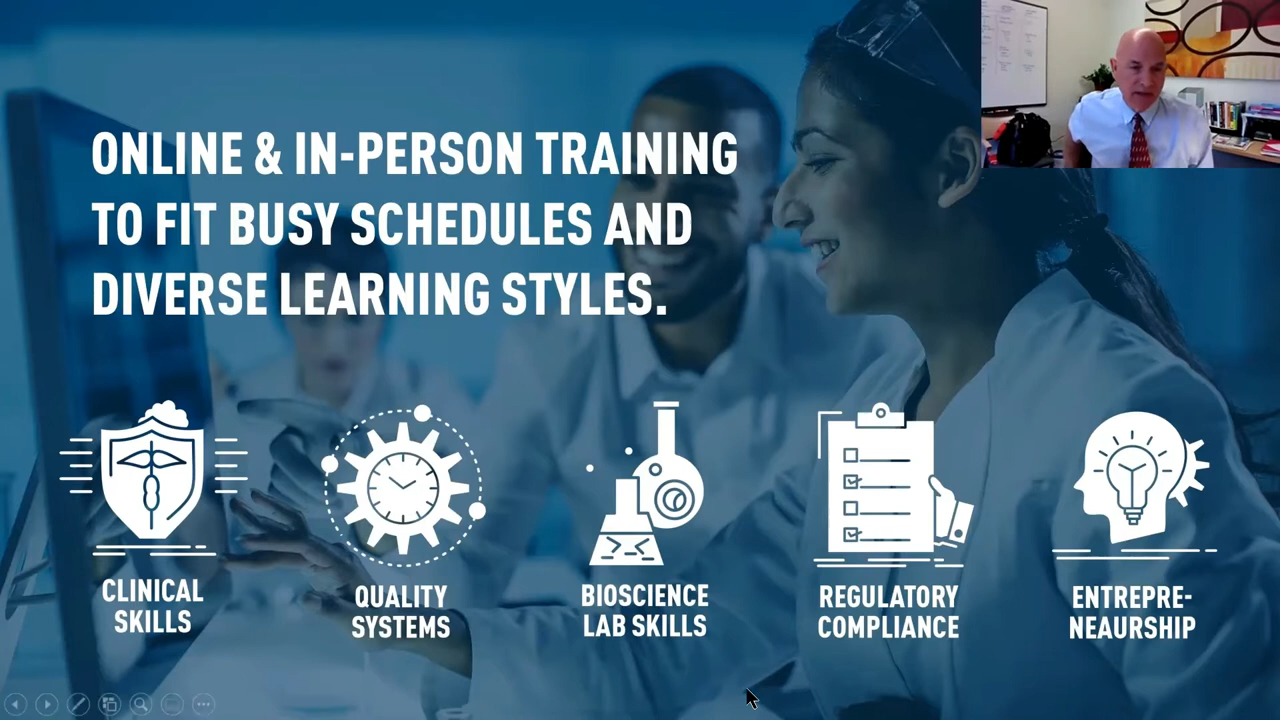 ONLINE & IN-PERSON TRAINING
TO FIT BUSY SCHEDULES AND
DIVERSE LEARNING STYLES.
CLINICAL
SKILLS
QUALITY
SYSTEMS
BIOSCIENCE
LAB SKILLS
REGULATORY
COMPLIANCE
ENTREPRE-
NEAURSHIP